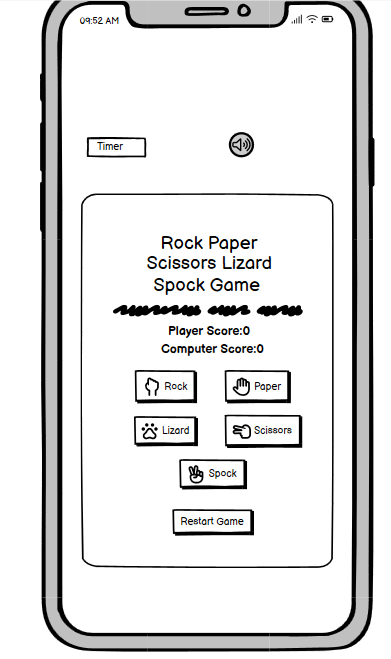 09:52 AM
Timer
Rock Paper
Scissors Lizard
Spock Game
Player Score:0
Computer Score:0
Rock
Paper
Lizard
Scissors
Spock
Restart Game